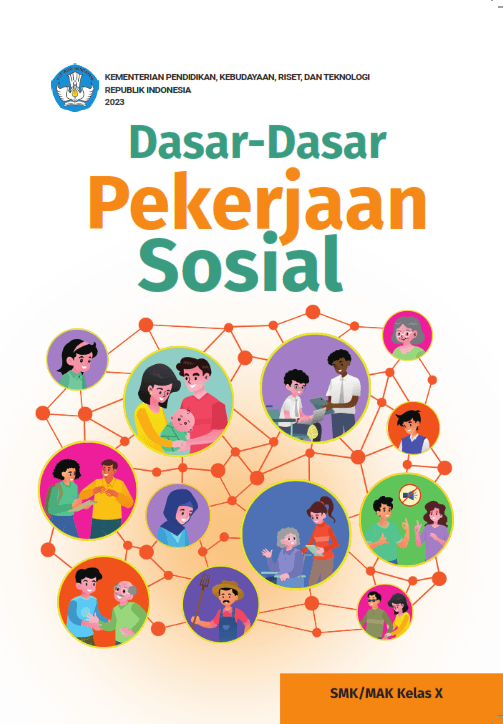 KEMENTERIAN PENDIDIKAN, KEBUDAYAAN, RISET, DAN TEKNOLOGI
REPUBLIK INDONESIA
2023
Dasar-Dasar
Pekerjaan
Sosial
SMK/MAK Kelas X